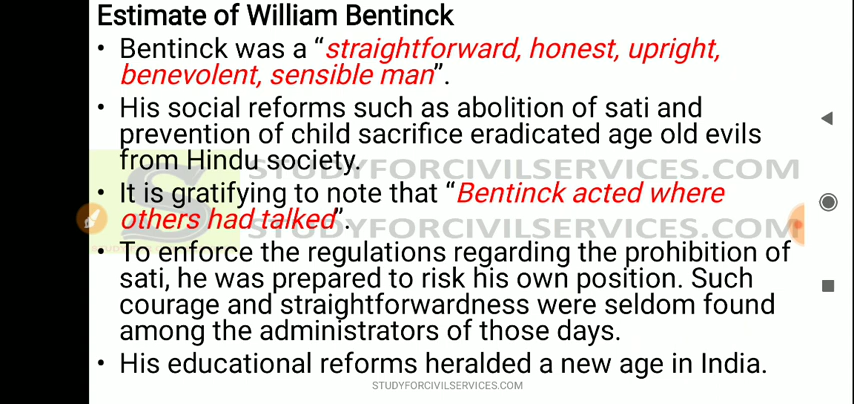 Estimate of William Bentinck
• Bentinck was a “straightforward, honest, upright,
benevolent, sensible man”.
• His social reforms such as abolition of sati and
prevention of child sacrifice eradicated age old evils
from Hindu society.
STUDYFORCIVILSERVICES.COM
• It is gratifying to note that “Bentinck acted where
others had talked”.
STUDYFORCIVILSERVICES.COM
• To enforce the regulations regarding the prohibition of
sati, he was prepared to risk his own position. Such
courage and straightforwardness were seldom found
among the administrators of those days.
• His educational reforms heralded a new age in India.
STUDYFORCIVILSERVICES.COM